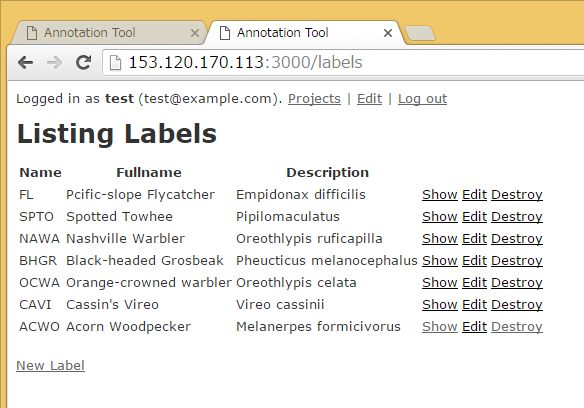 Annotation Tool
Annotation Tool
153.120.170.113:3000/labels
Logged in as test (test@example.com). Projects | Edit | Log out
Listing Labels
Name Fullname Description
FL Pcific-slope Flycatcher Empidonax difficilis Show Edit Destroy
SPTO Spotted Towhee Pipilomaculatus Show Edit Destroy
NAWA Nashville Warbler Oreothlypis ruficapilla Show Edit Destroy
BHGR Black-headed Grosbeak Pheucticus melanocephalus Show Edit Destroy
OCWA Orange-crowned warbler Oreothlypis celata Show Edit Destroy
CAVI Cassin's Vireo Vireo cassinii Show Edit Destroy
ACWO Acorn Woodpecker Melanerpes formicivorus Show Edit Destroy
New Label